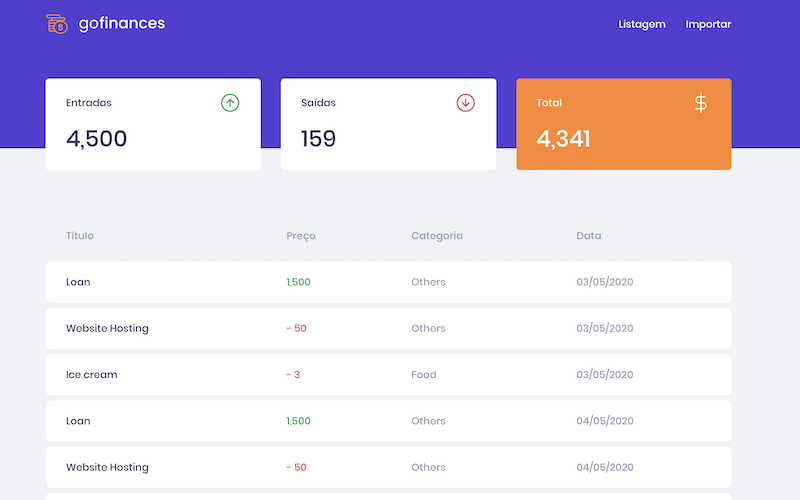 gofinances
Listagem Importar
Entradas
4,500
Saídas
159
Total
$
4,341
Título Preço Categoria Data
Loan 1,500 Others 03/05/2020
Website Hosting - 50 Others 03/05/2020
Ice cream - 3 Food 03/05/2020
Loan 1,500 Others 04/05/2020
Website Hosting - 50 Others 04/05/2020